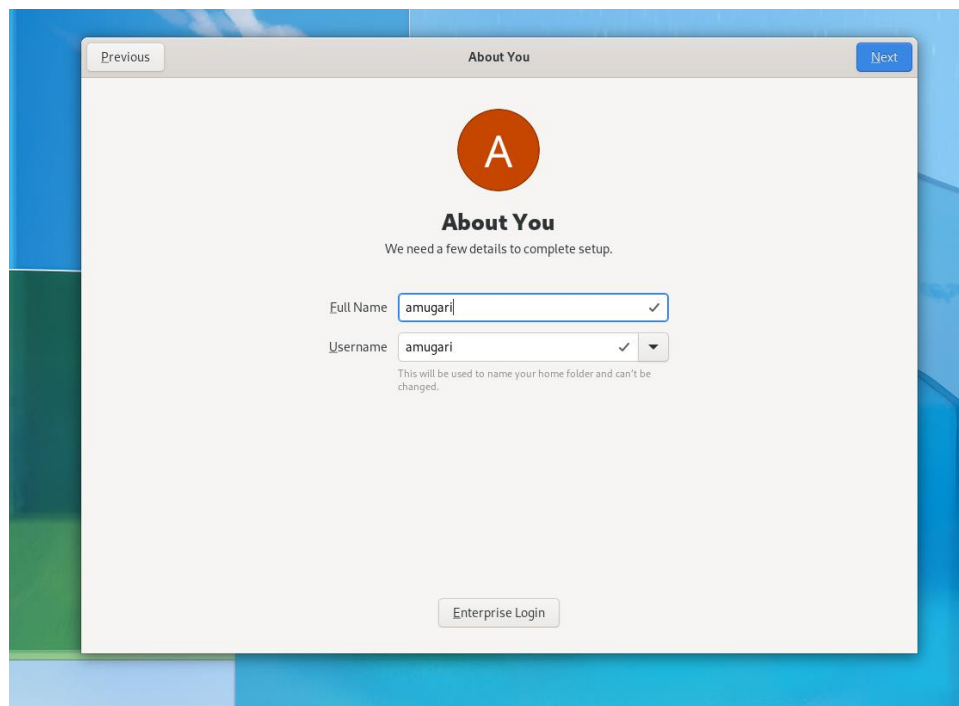 Previous
About You
Next
A
About You
We need a few details to complete setup.
Full Name amugari
Username amugari
This will be used to name your home folder and can't be
changed.
Enterprise Login